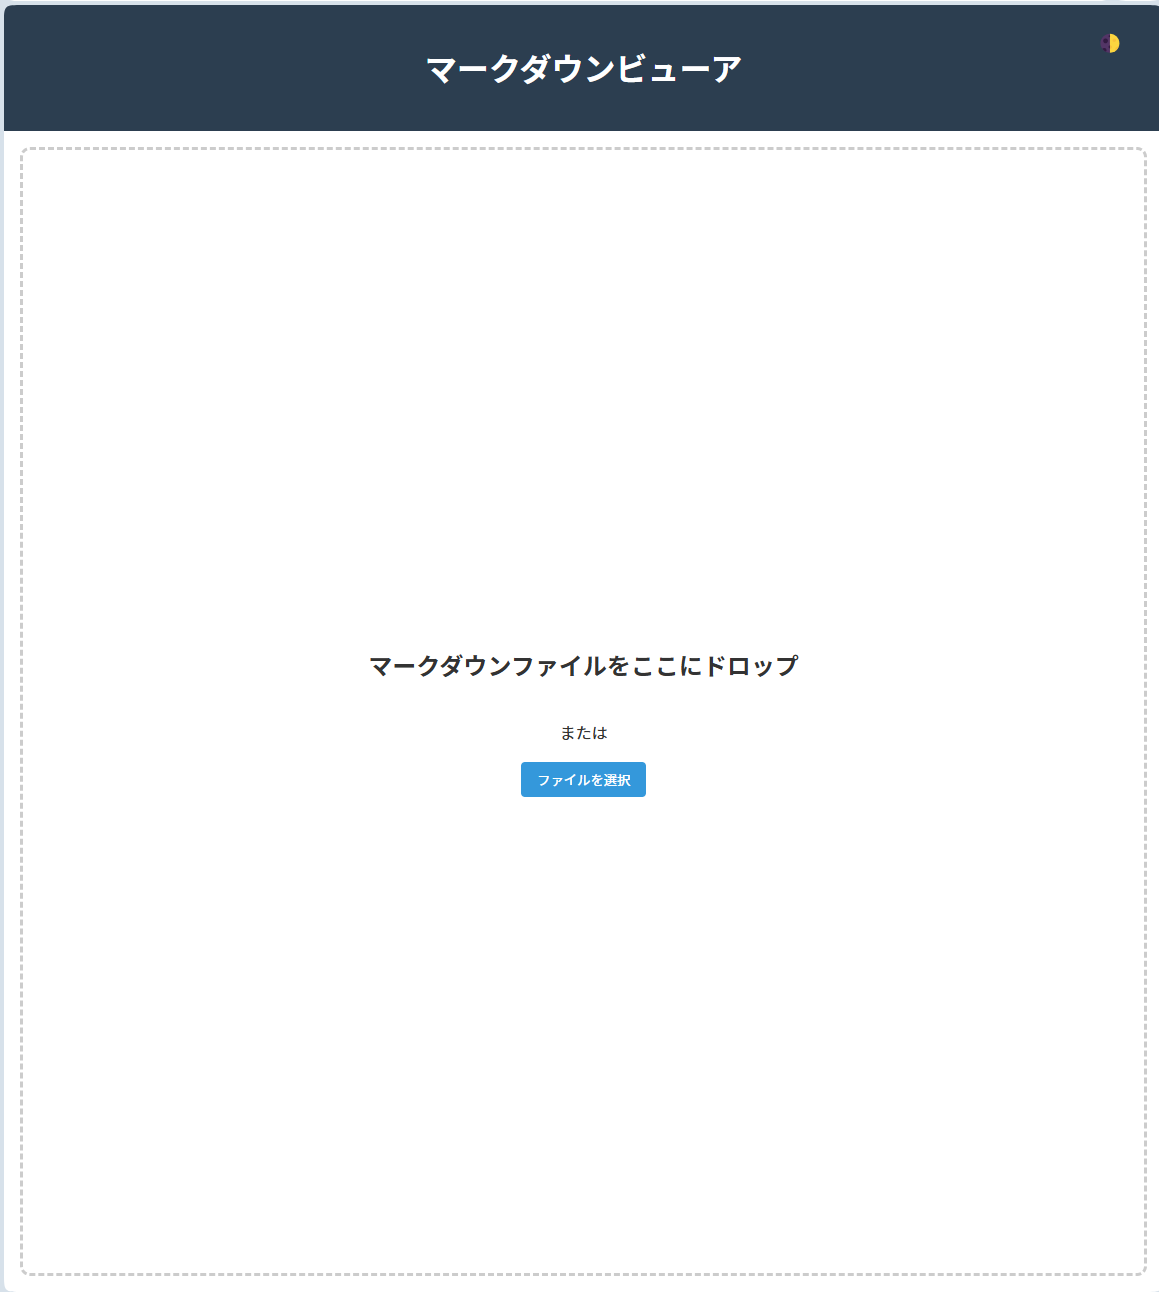 マークダウンビューア
マークダウンファイルをここにドロップ
または
ファイルを選択